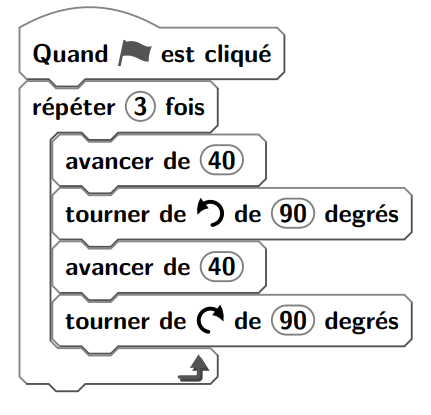 Quand est cliqué
répéter 3 fois
avancer de 40
tourner de de 90 degrés
avancer de 40
tourner de de 90 degrés